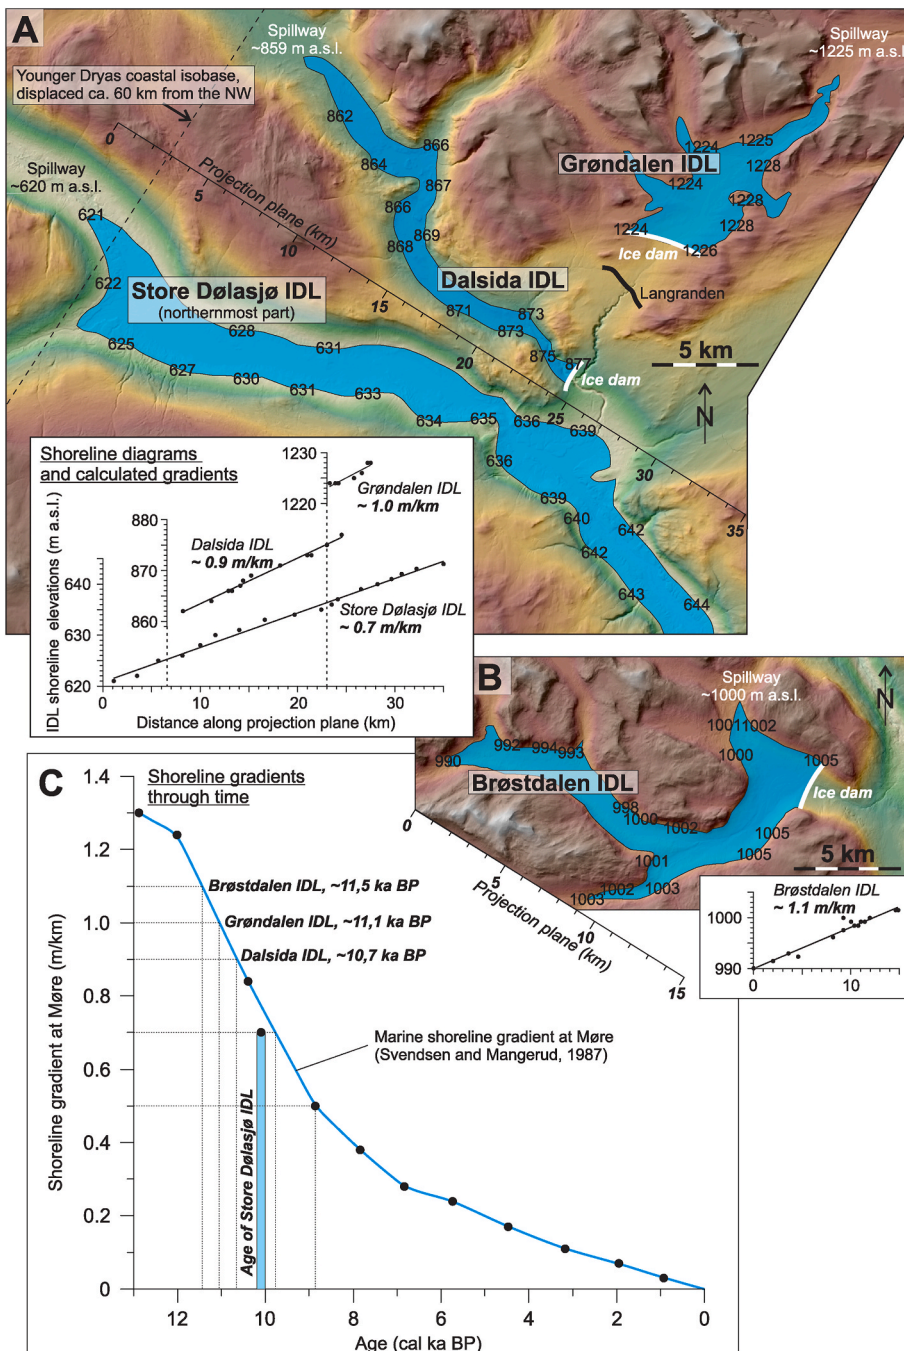 A
Spillway
~859 m a.s.l.
Spillway
~1225 m a.s.l.
Younger Dryas coastal isobase,
displaced ca. 60 km from the NW
Spillway
~620 m a.s.l.
Projection plane (km)
0
5
10
15
20
25
30
35
862
866
864
867
866
869
868
871
873
873
875
877
Dalsida IDL
Ice dam
1224
1225
1228
Grøndalen IDL
1224
1228
1224
1228
1226
Ice dam
Langranden
5 km
N
621
622
Store Dølasjø IDL
(northernmost part)
625
628
631
627
630
631
633
634
635
636
639
636
639
640
642
642
643
644
Shoreline diagrams
and calculated gradients
IDL shoreline elevations (m a.s.l.)
1230
1220
Grøndalen IDL
~ 1.0 m/km
880
870
860
Dalsida IDL
~ 0.9 m/km
640
630
620
Store Dølasjø IDL
~ 0.7 m/km
0
10
20
30
Distance along projection plane (km)
B
Spillway
~1000 m a.s.l.
N
990
992
994
993
Brøstdalen IDL
998
1000
1002
1001
1002
1000
1005
Ice dam
1005
1005
1001
1002
1003
1003
5 km
0
5
10
15
Projection plane (km)
Brøstdalen IDL
~ 1.1 m/km
1000
990
0
10
C
Shoreline gradients
through time
Shoreline gradient at Møre (m/km)
1.4
1.2
1.0
0.8
0.6
0.4
0.2
0
Brøstdalen IDL, ~11,5 ka BP
Grøndalen IDL, ~11,1 ka BP
Dalsida IDL, ~10,7 ka BP
Marine shoreline gradient at Møre
(Svendsen and Mangerud, 1987)
Age of Store Dølasjø IDL
12
10
8
6
4
2
0
Age (cal ka BP)